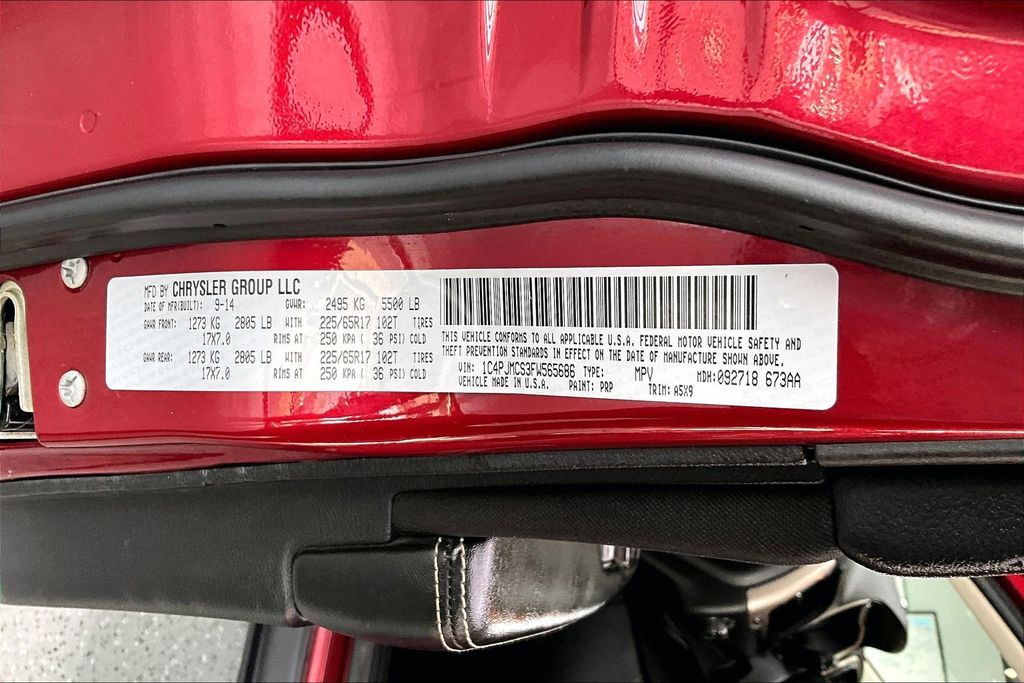 MFD BY CHRYSLER GROUP LLC
DATE OF MFR(BUILT): 9-14 GVWR: 2495 KG 5500 LB
GAWR FRONT: 1273 KG 2805 LB WITH 225/65R17 102T TIRES
17X7.0 RIMS AT 250 KPA ( 36 PSI) COLD
GAWR REAR: 1273 KG 2805 LB WITH 225/65R17 102T TIRES
17X7.0 RIMS AT 250 KPA ( 36 PSI) COLD
THIS VEHICLE CONFORMS TO ALL APPLICABLE U.S.A. FEDERAL MOTOR VEHICLE SAFETY AND
THEFT PREVENTION STANDARDS IN EFFECT ON THE DATE OF MANUFACTURE SHOWN ABOVE.
VIN: 1C4PJMCS3FW565686 TYPE: MPV MDH: 092718 673AA
VEHICLE MADE IN U.S.A. PAINT: PRP TRIM: A5X9